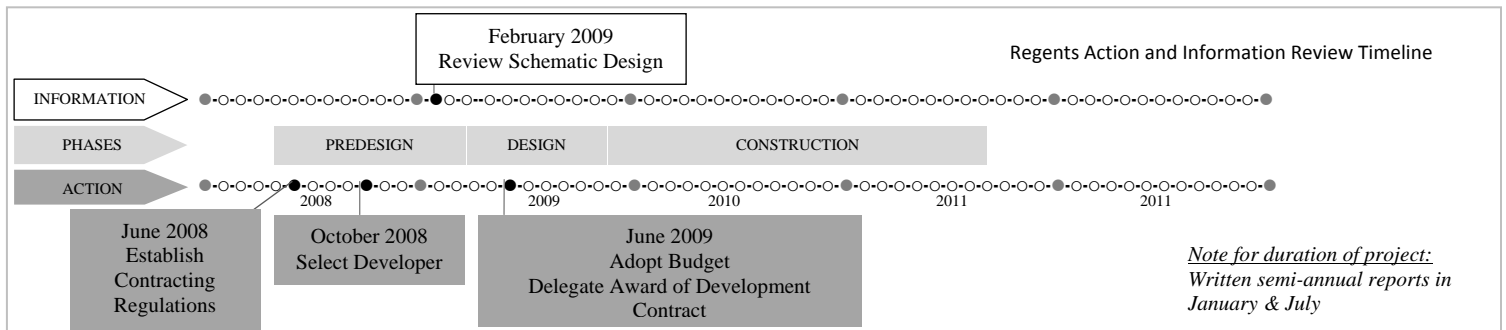 February 2009
Review Schematic Design
Regents Action and Information Review Timeline
INFORMATION
PHASES
PREDESIGN
DESIGN
CONSTRUCTION
ACTION
2008
2009
2010
2011
2011
June 2008
Establish
Contracting
Regulations
October 2008
Select Developer
June 2009
Adopt Budget
Delegate Award of Development
Contract
Note for duration of project:
Written semi-annual reports in
January & July